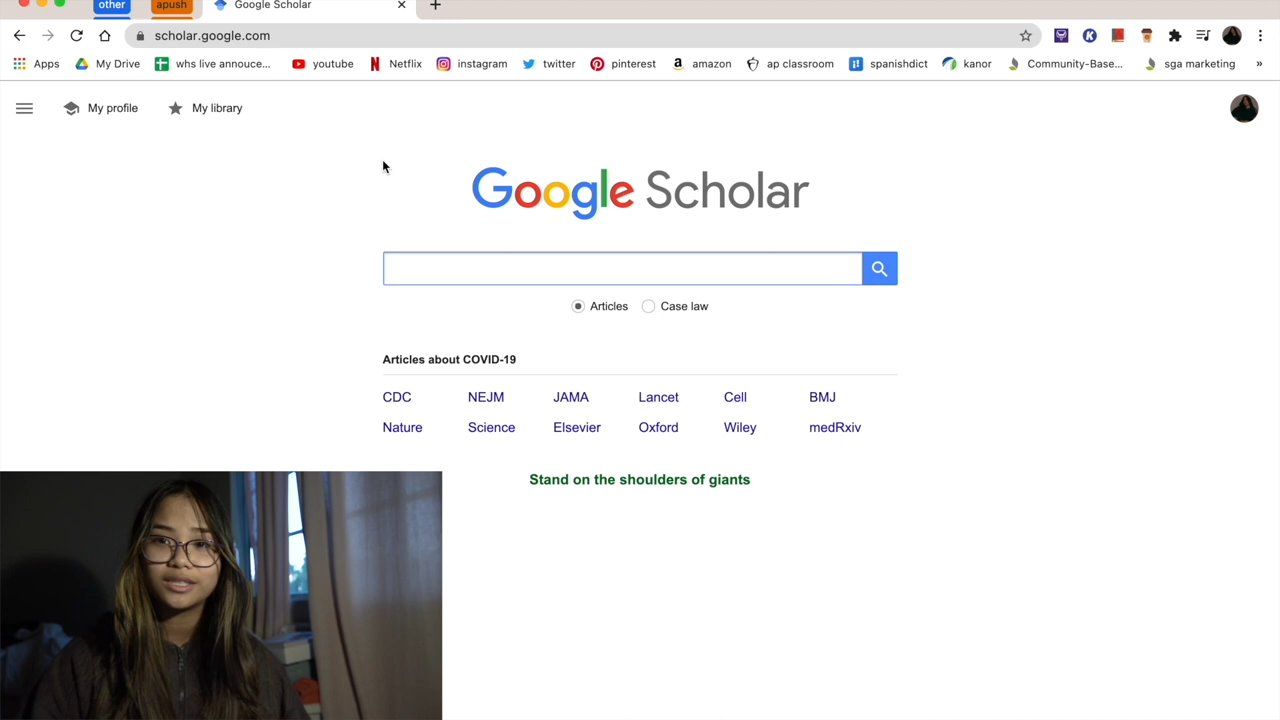 other apush Google Scholar
scholar.google.com
Apps My Drive whs live annouce... youtube Netflix instagram twitter pinterest amazon ap classroom spanishdict kanor Community-Base... sga marketing »
My profile My library
Google Scholar
Articles Case law
Articles about COVID-19
CDC NEJM JAMA Lancet Cell BMJ
Nature Science Elsevier Oxford Wiley medRxiv
Stand on the shoulders of giants